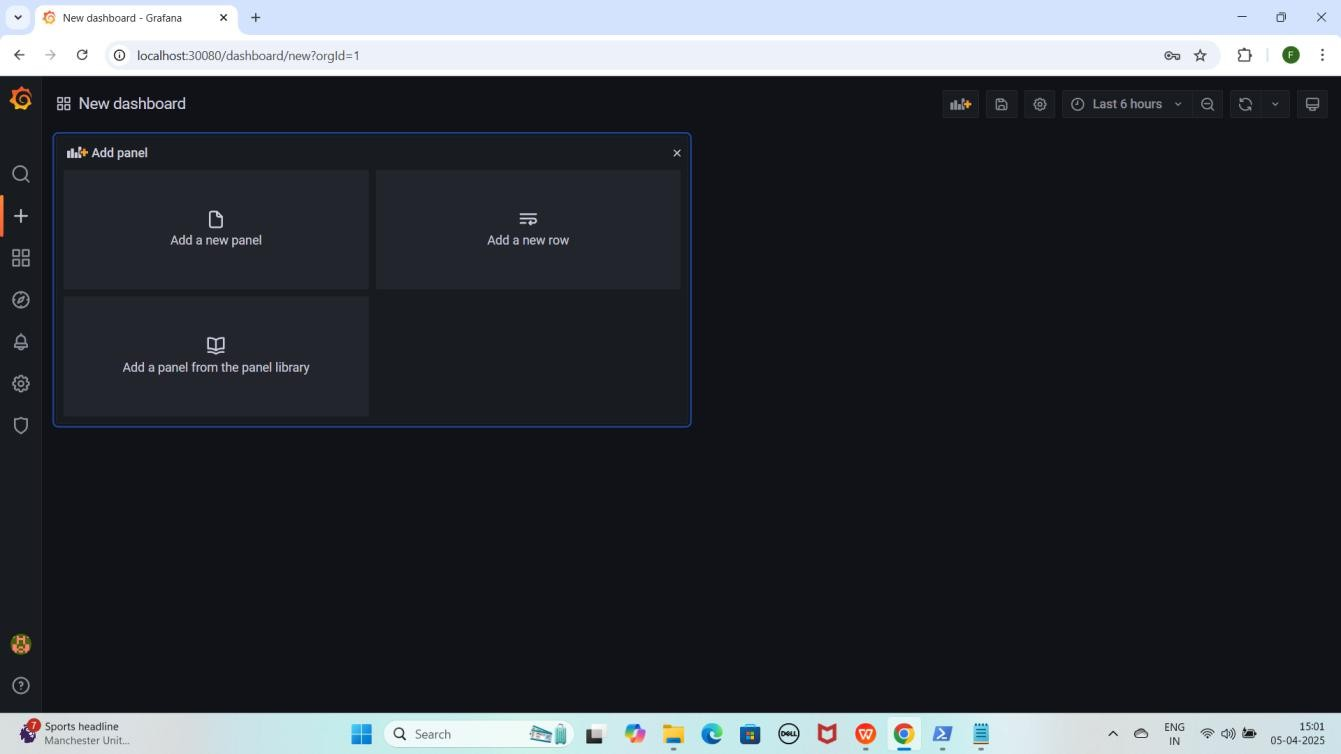 New dashboard - Grafana
localhost:30080/dashboard/new?orgId=1
F
New dashboard
Last 6 hours
Add panel
Add a new panel
Add a new row
Add a panel from the panel library
7
Sports headline
Manchester Unit...
Search
DELL
W
ENG
IN
15:01
05-04-2025